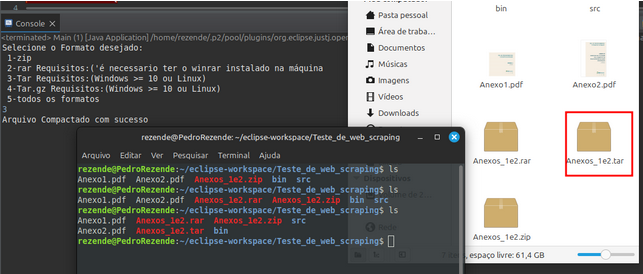 4
Console
<terminated> Main (1) [Java Application] /home/rezende/.p2/pool/plugins/org.eclipse.justj.oper
Selecione o Formato desejado:
1-zip
2-rar Requisitos:('é necessario ter o winrar instalado na máquina
3-Tar Requisitos:(Windows >= 10 ou Linux)
4-Tar.gz Requisitos:(Windows >= 10 ou Linux)
5-todos os formatos
3
Arquivo Compactado com sucesso
Pasta pessoal
Área de traba...
Documentos
Músicas
Imagens
Vídeos
Downloads
bin
src
Anexo1.pdf
Anexo2.pdf
Anexos_1e2.rar
Anexos_1e2.tar
Anexos_1e2.zip
espaço livre: 61,4 GB
rezende@PedroRezende: ~/eclipse-workspace/Teste_de_web_scraping
Arquivo Editar Ver Pesquisar Terminal Ajuda
rezende@PedroRezende:~/eclipse-workspace/Teste_de_web_scraping$ ls
Anexo1.pdf Anexo2.pdf Anexos_1e2.zip bin src
rezende@PedroRezende:~/eclipse-workspace/Teste_de_web_scraping$ ls
Anexo1.pdf Anexo2.pdf Anexos_1e2.rar Anexos_1e2.zip bin src
rezende@PedroRezende:~/eclipse-workspace/Teste_de_web_scraping$ ls
Anexo1.pdf Anexos_1e2.rar Anexos_1e2.zip src
Anexo2.pdf Anexos_1e2.tar bin
rezende@PedroRezende:~/eclipse-workspace/Teste_de_web_scraping$